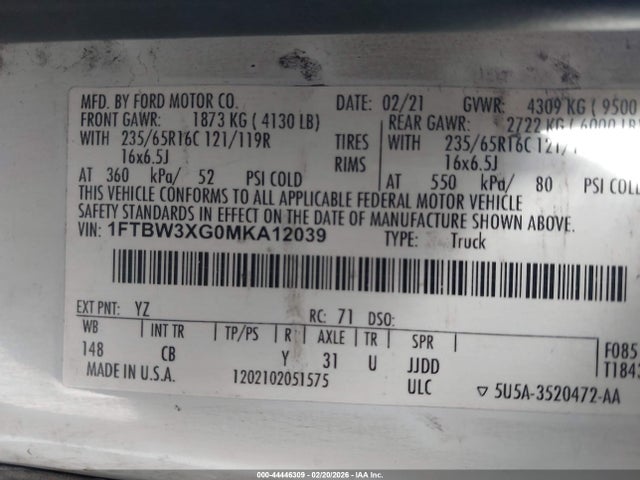 MFD. BY FORD MOTOR CO. DATE: 02/21 GVWR: 4309 KG ( 9500
FRONT GAWR: 1873 KG ( 4130 LB) REAR GAWR: 2722 KG ( 6000 LB)
WITH 235/65R16C 121/119R TIRES WITH 235/65R16C 121/
16x6.5J RIMS 16x6.5J
AT 360 kPa/ 52 PSI COLD AT 550 kPa/ 80 PSI COLD
THIS VEHICLE CONFORMS TO ALL APPLICABLE FEDERAL MOTOR VEHICLE
SAFETY STANDARDS IN EFFECT ON THE DATE OF MANUFACTURE SHOWN ABOVE.
VIN: 1FTBW3XG0MKA12039 TYPE: Truck
EXT PNT: YZ RC: 71 DSO:
WB INT TR TP/PS R AXLE TR SPR F085
148 CB Y 31 U JJDD T184
MADE IN U.S.A. 1202102051575 ULC ▽ 5U5A-3520472-AA
000-44446309 - 02/20/2026 - IAA Inc.